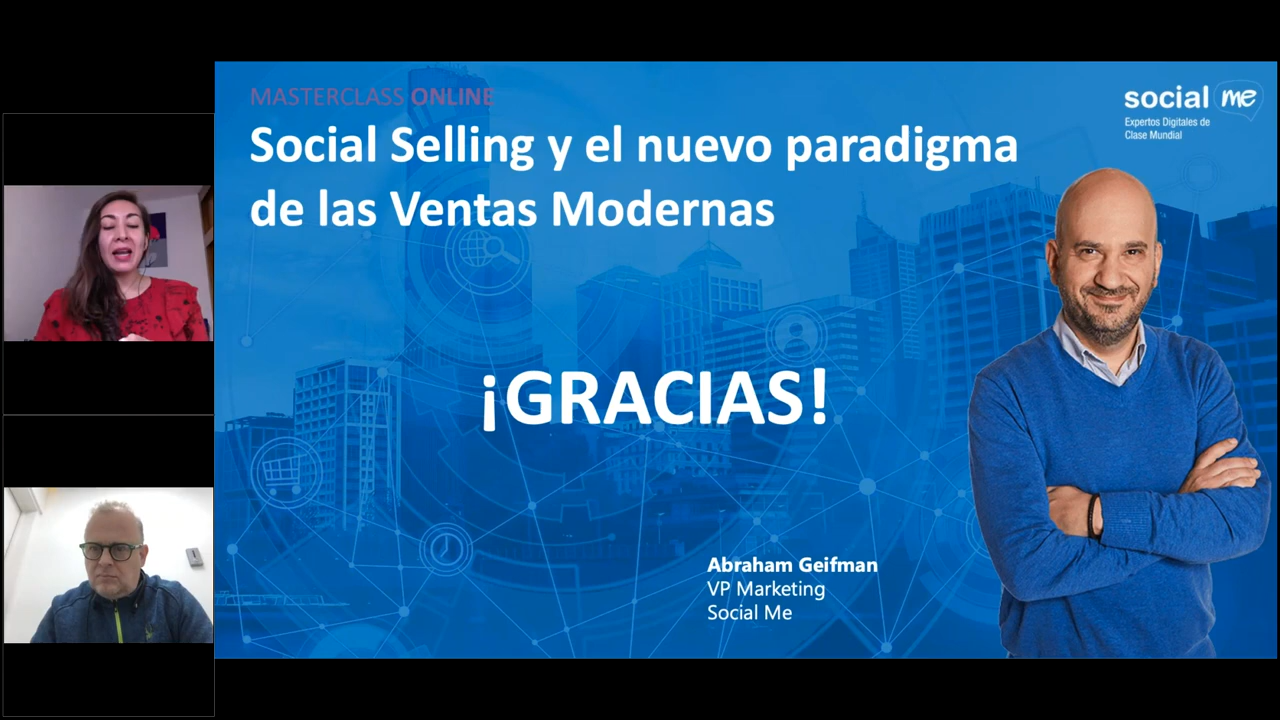 MASTERCLASS ONLINE
Social Selling y el nuevo paradigma
de las Ventas Modernas
social me
Expertos Digitales de
Clase Mundial
¡GRACIAS!
Abraham Geifman
VP Marketing
Social Me